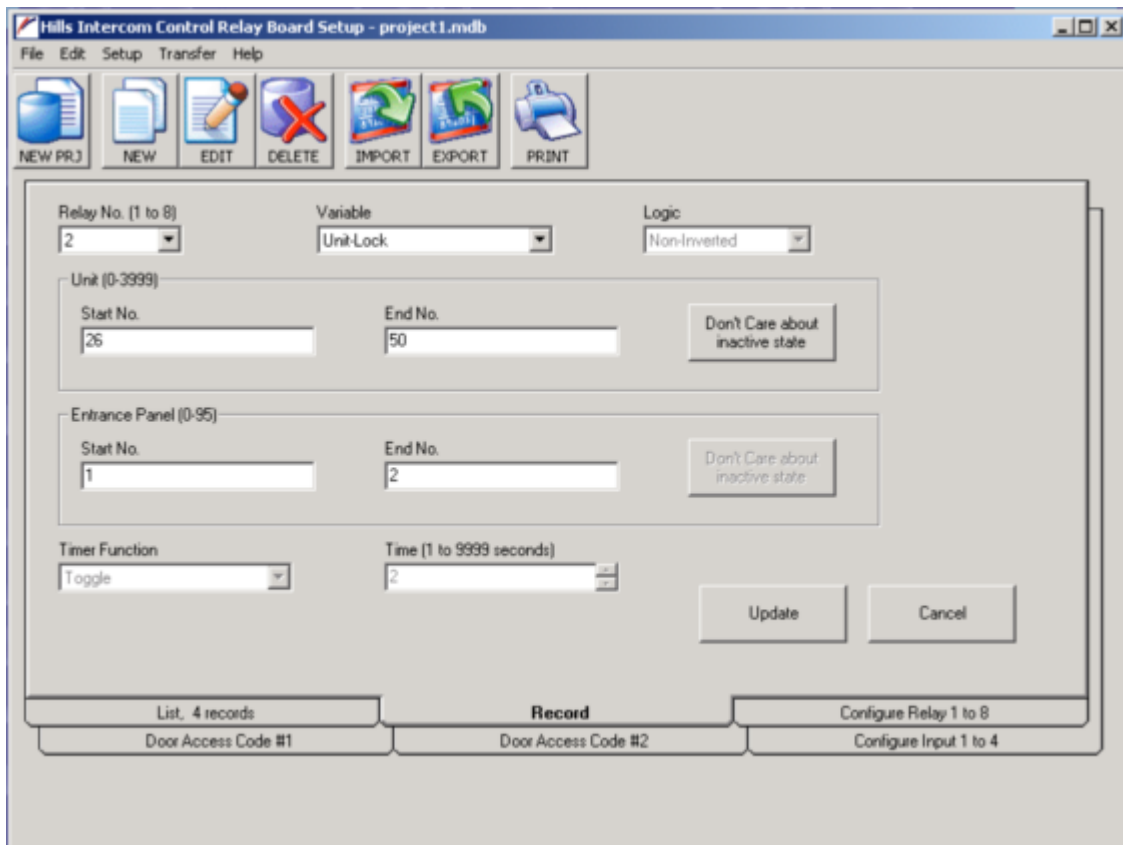 Hills Intercom Control Relay Board Setup - project1.mdb
File Edit Setup Transfer Help
NEW PRJ NEW EDIT DELETE IMPORT EXPORT PRINT
Relay No. (1 to 8) Variable Logic
2 Unit-Lock Non-Inverted
Unit (0-3999)
Start No. End No.
26 50
Don't Care about
inactive state
Entrance Panel (0-95)
Start No. End No.
1 2
Don't Care about
inactive state
Timer Function Time (1 to 9999 seconds)
Toggle 2
Update Cancel
List, 4 records Record Configure Relay 1 to 8
Door Access Code #1 Door Access Code #2 Configure Input 1 to 4